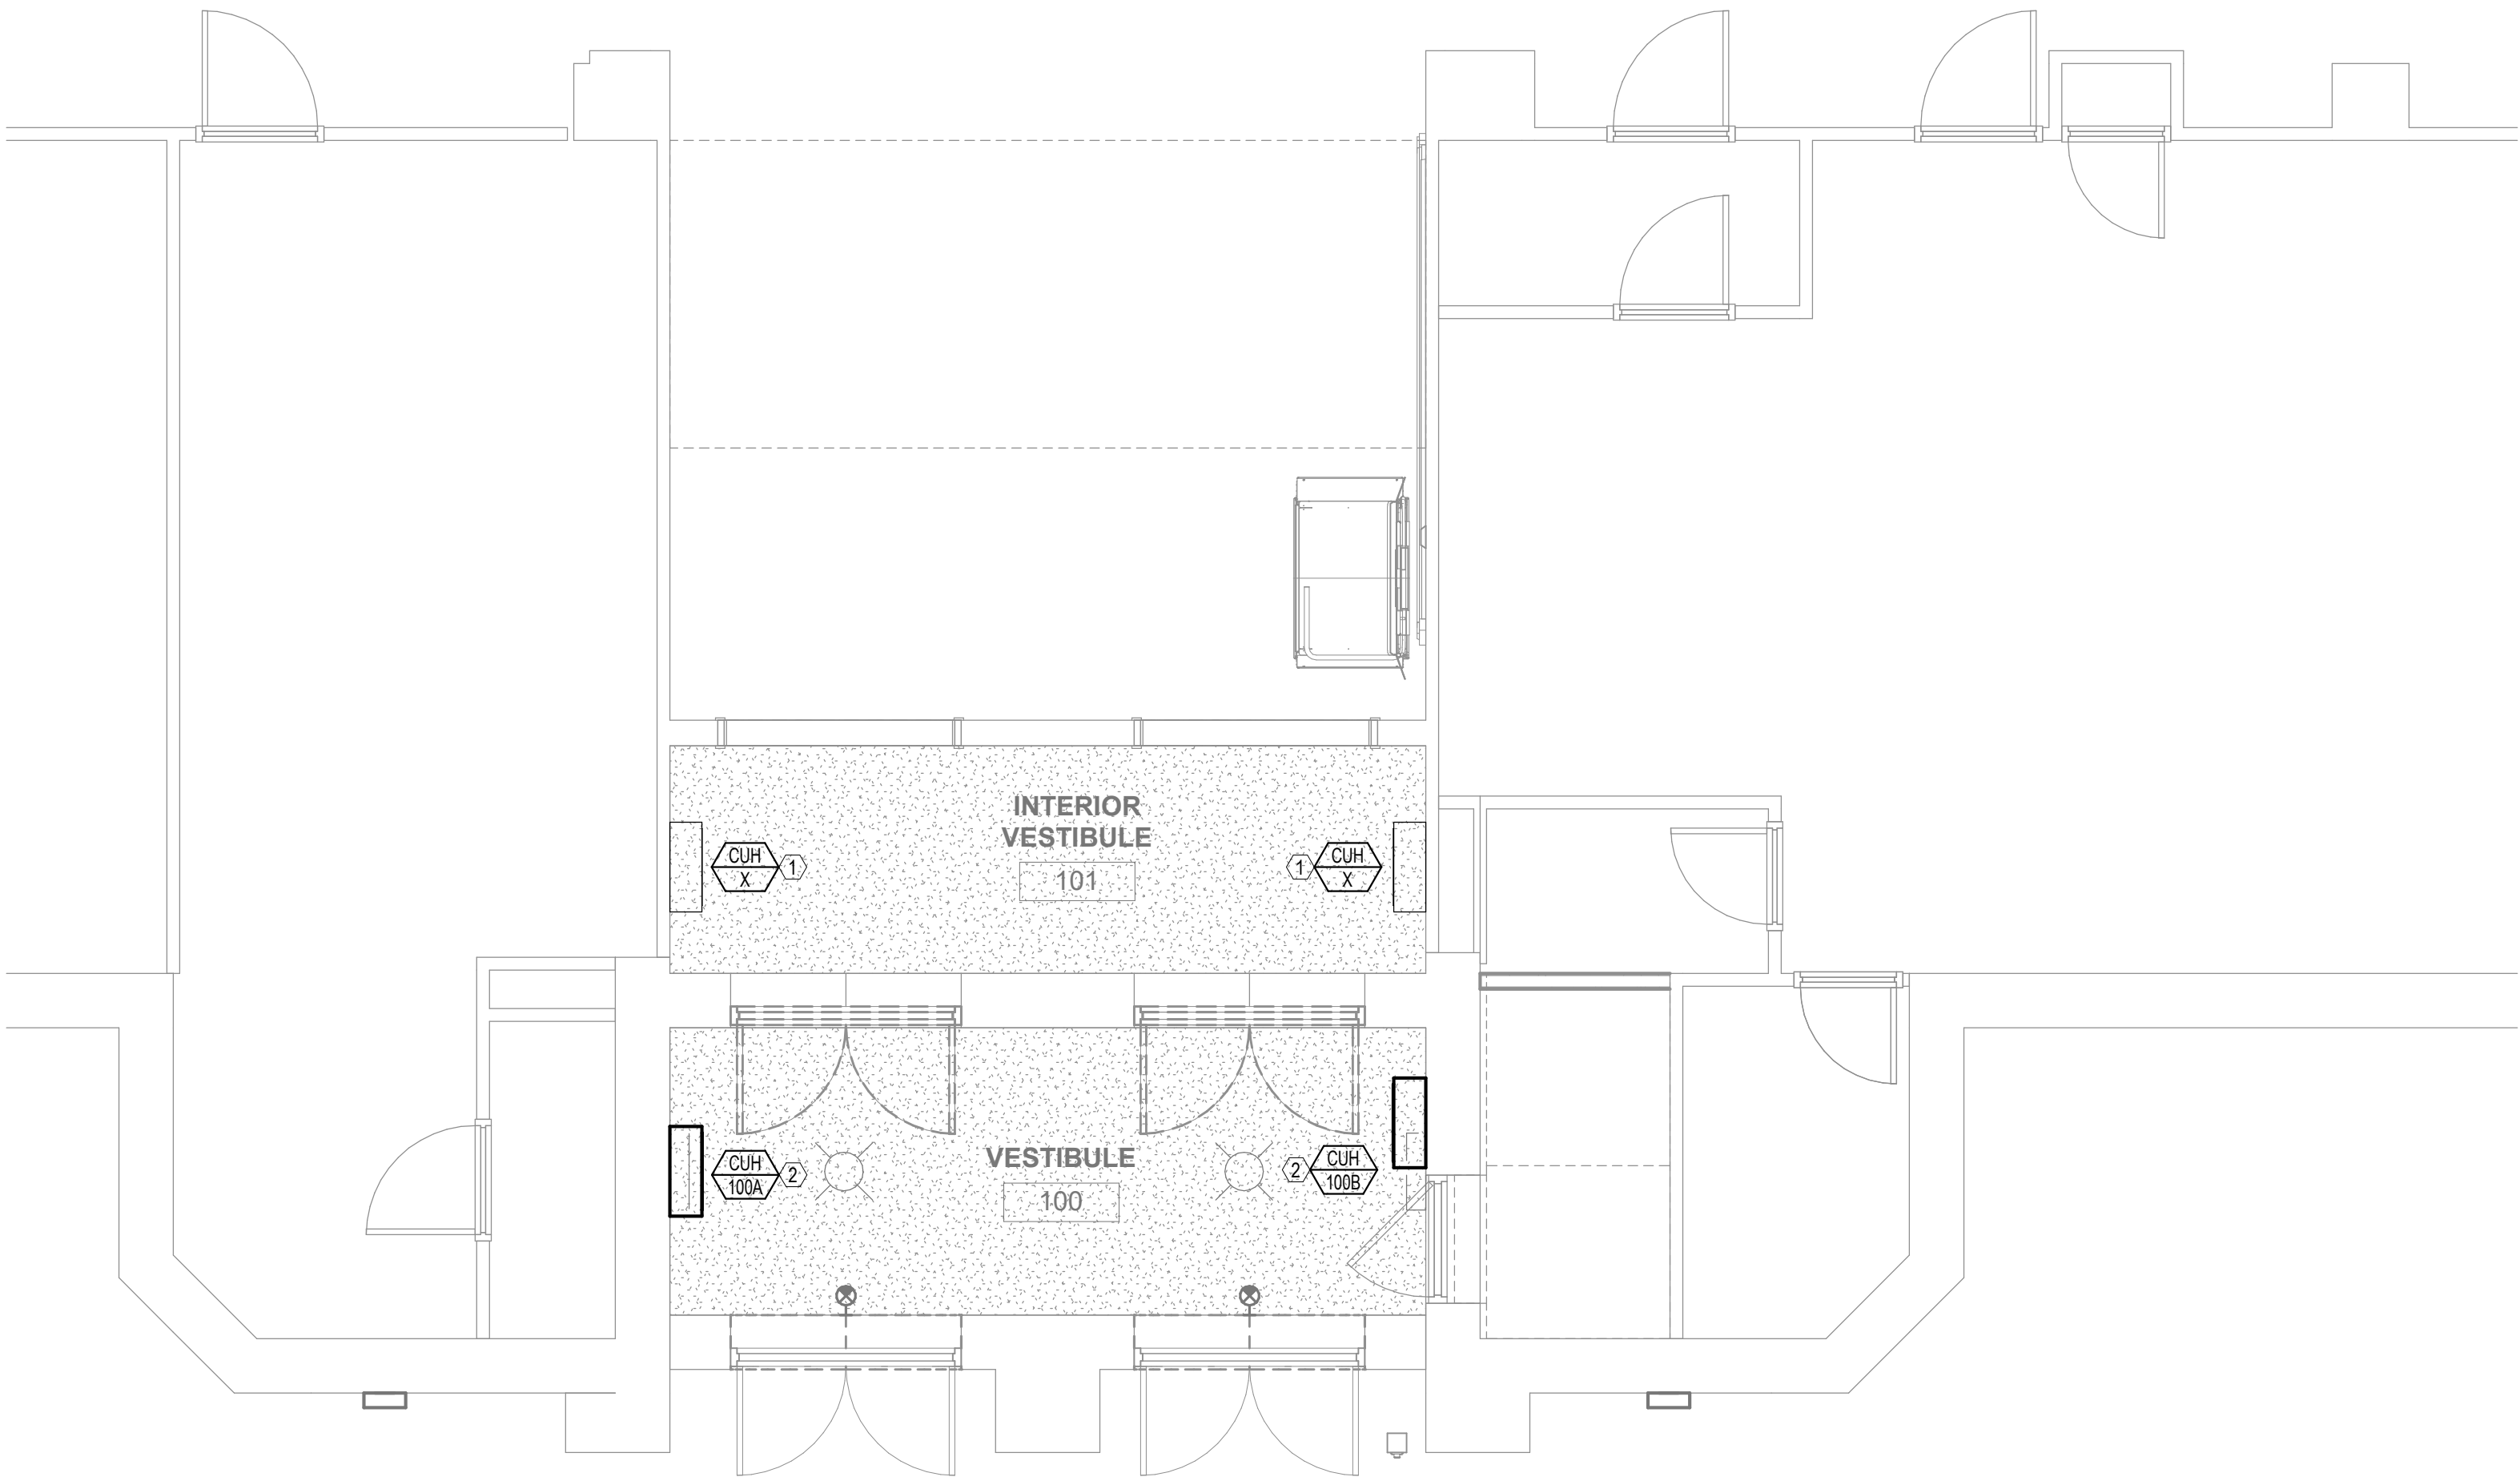 INTERIOR
VESTIBULE
101
CUH
X
1
1
CUH
X
VESTIBULE
100
CUH
100A
2
2
CUH
100B